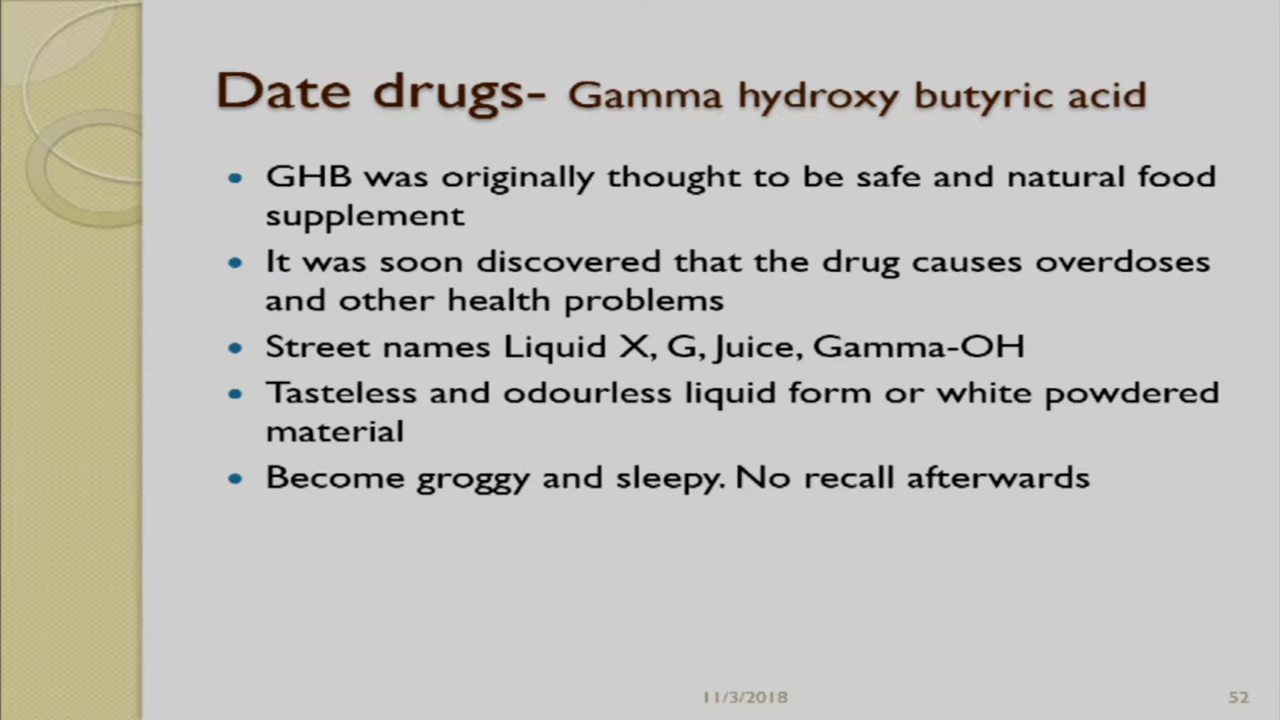 Date drugs- Gamma hydroxy butyric acid
GHB was originally thought to be safe and natural food
supplement
It was soon discovered that the drug causes overdoses
and other health problems
Street names Liquid X, G, Juice, Gamma-OH
Tasteless and odourless liquid form or white powdered
material
Become groggy and sleepy. No recall afterwards
11/3/2018
52